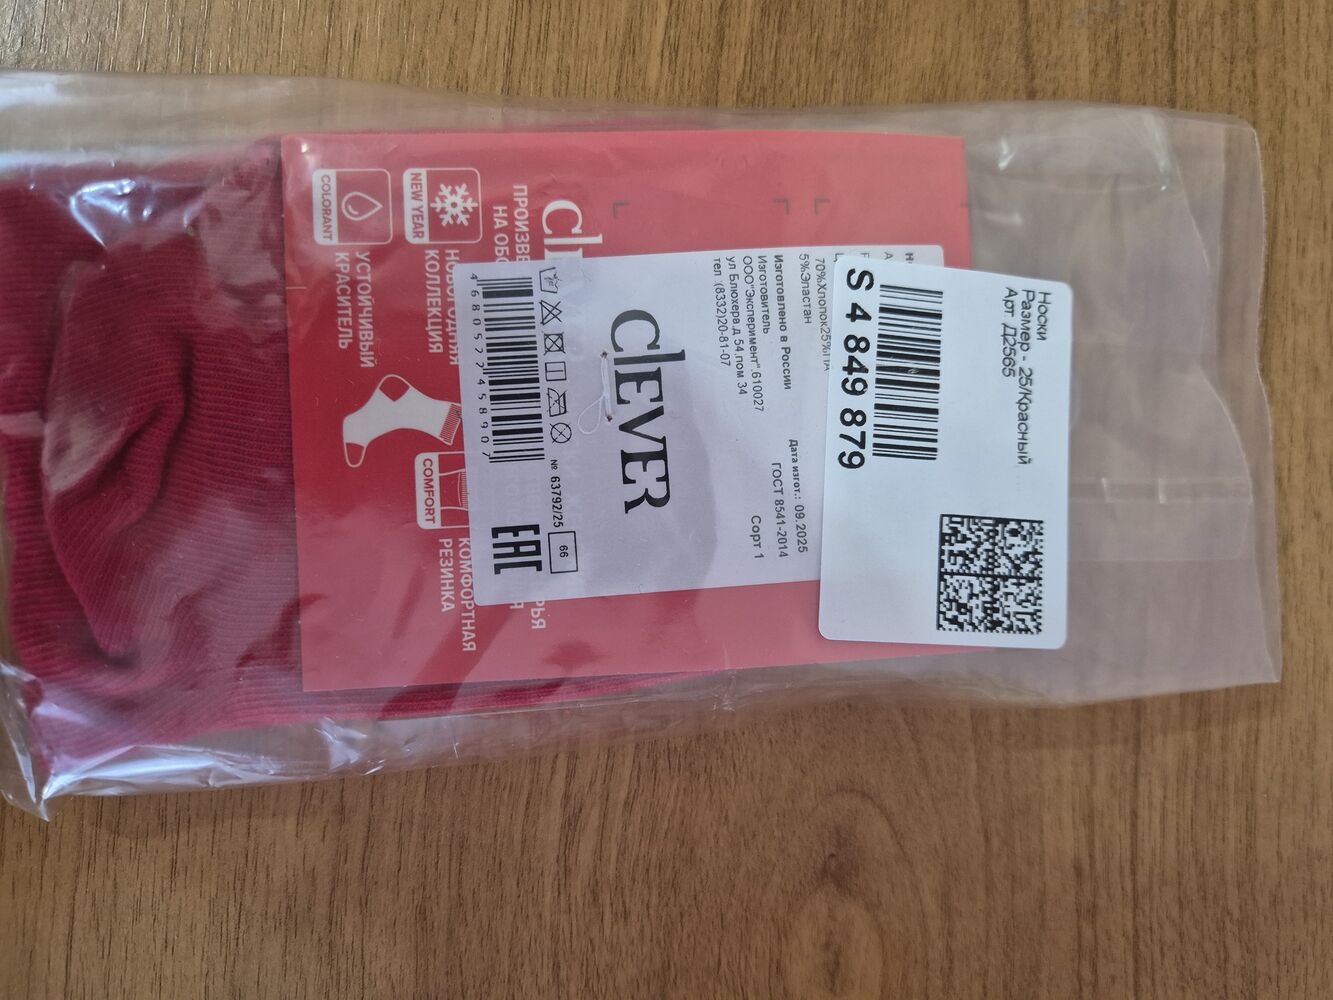 Носки
Размер - 25/Красный
Арт. Д2565
S 4 849 879
70%Хлопок25%ПА
5%Эластан
Дата изгот.: 09.2025
Изготовлено в России
ГОСТ 8541-2014
Изготовитель
Сорт 1
ООО"Эксперимент" 610027
ул Блюхера д 54,пом 34
тел :(8332)20-81-07
CLEVER
№ 63792/25
66
4680572458907
EAC
NEW YEAR
КОЛЛЕКЦИЯ
COMFORT
КОМФОРТНАЯ
РЕЗИНКА
COLORANT
УСТОЙЧИВЫЙ
КРАСИТЕЛЬ